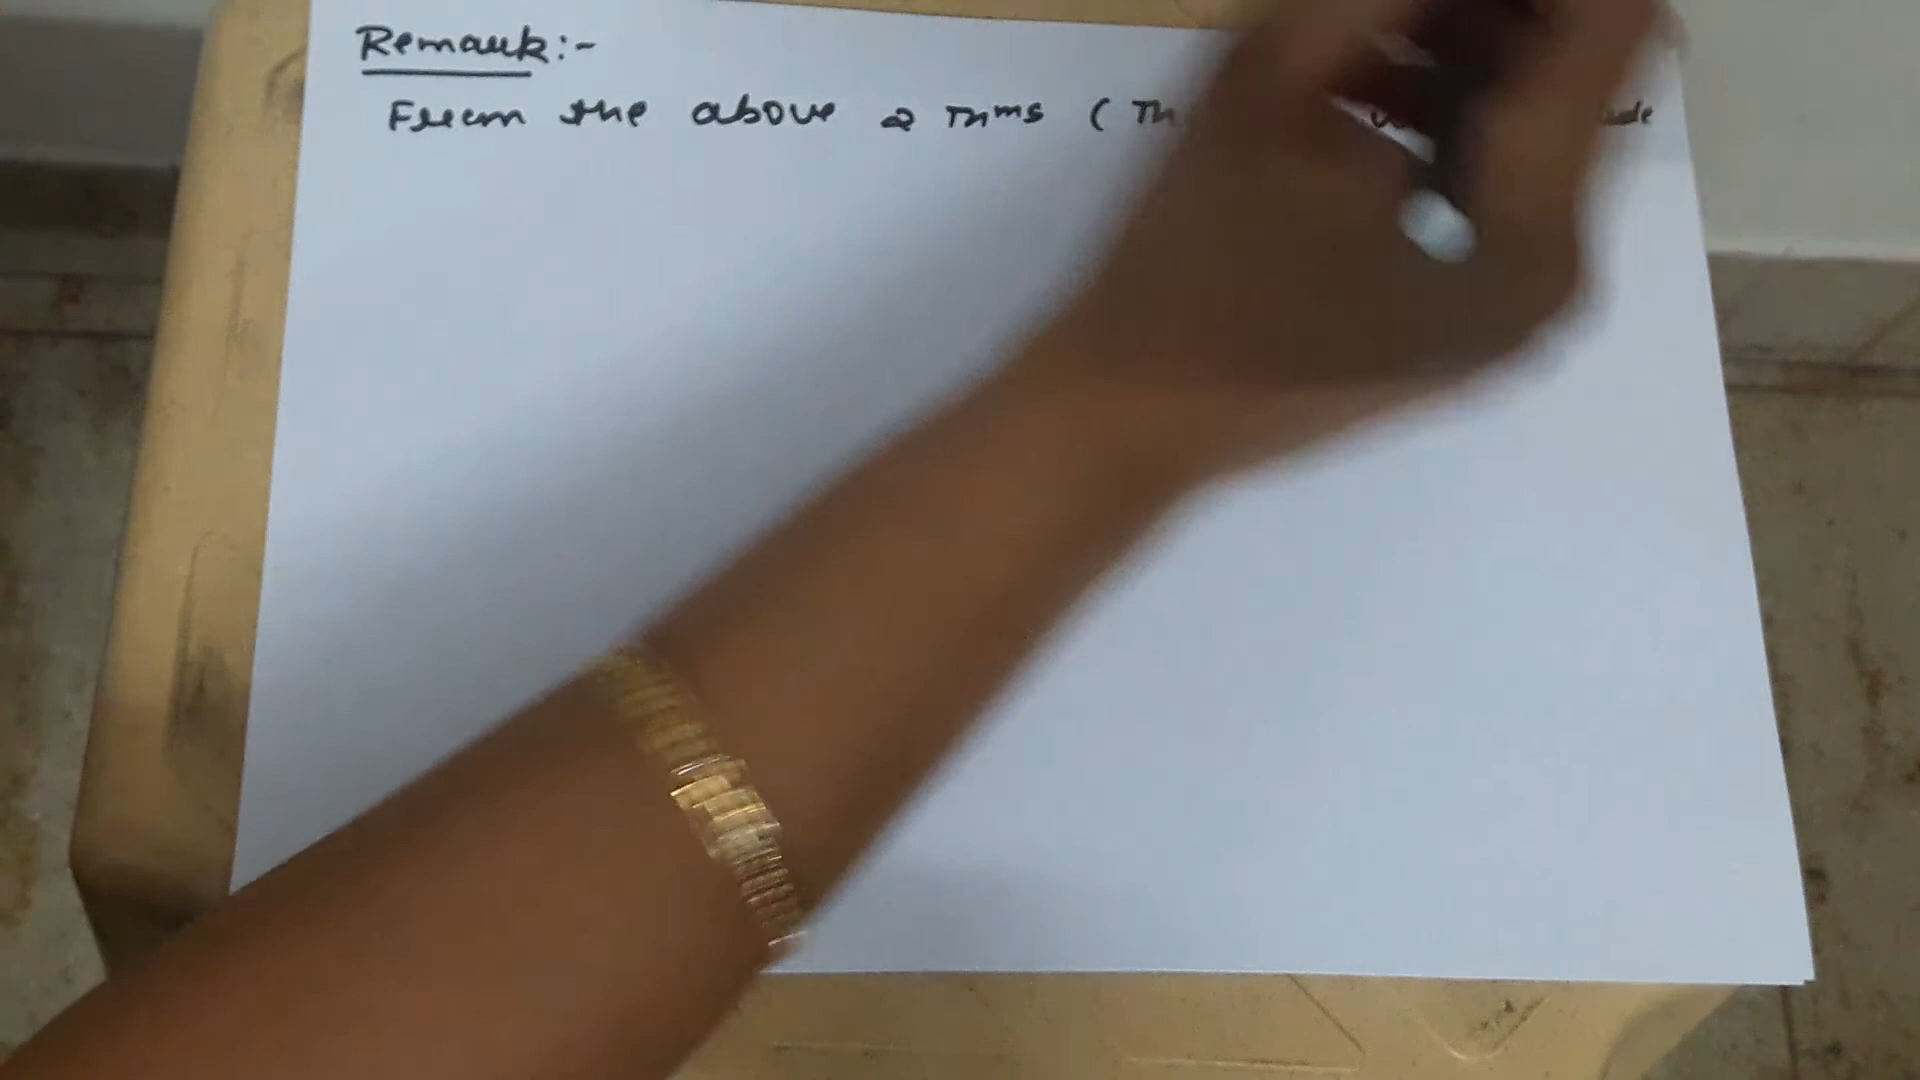 Remark:-
From the above 2 Thms ( Th